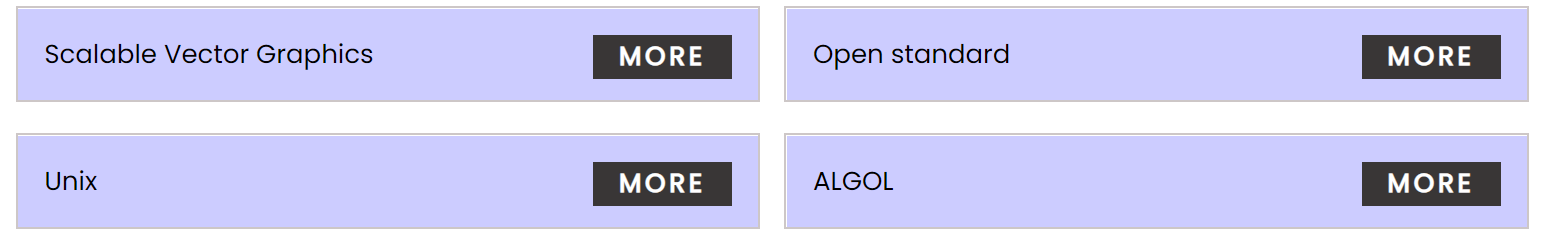 Scalable Vector Graphics MORE
Open standard MORE
Unix MORE
ALGOL MORE